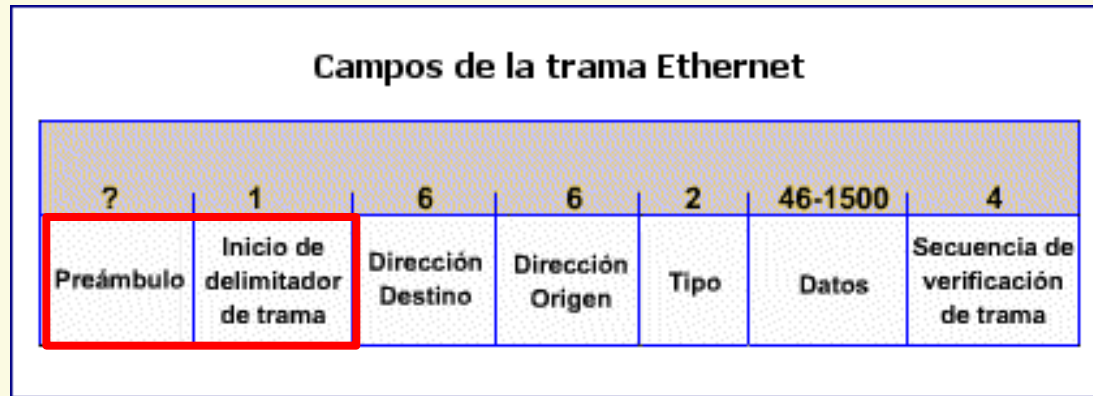 Campos de la trama Ethernet
? 1 6 6 2 46-1500 4
Preámbulo
Inicio de
delimitador
de trama
Dirección
Destino
Dirección
Origen
Tipo
Datos
Secuencia de
verificación
de trama